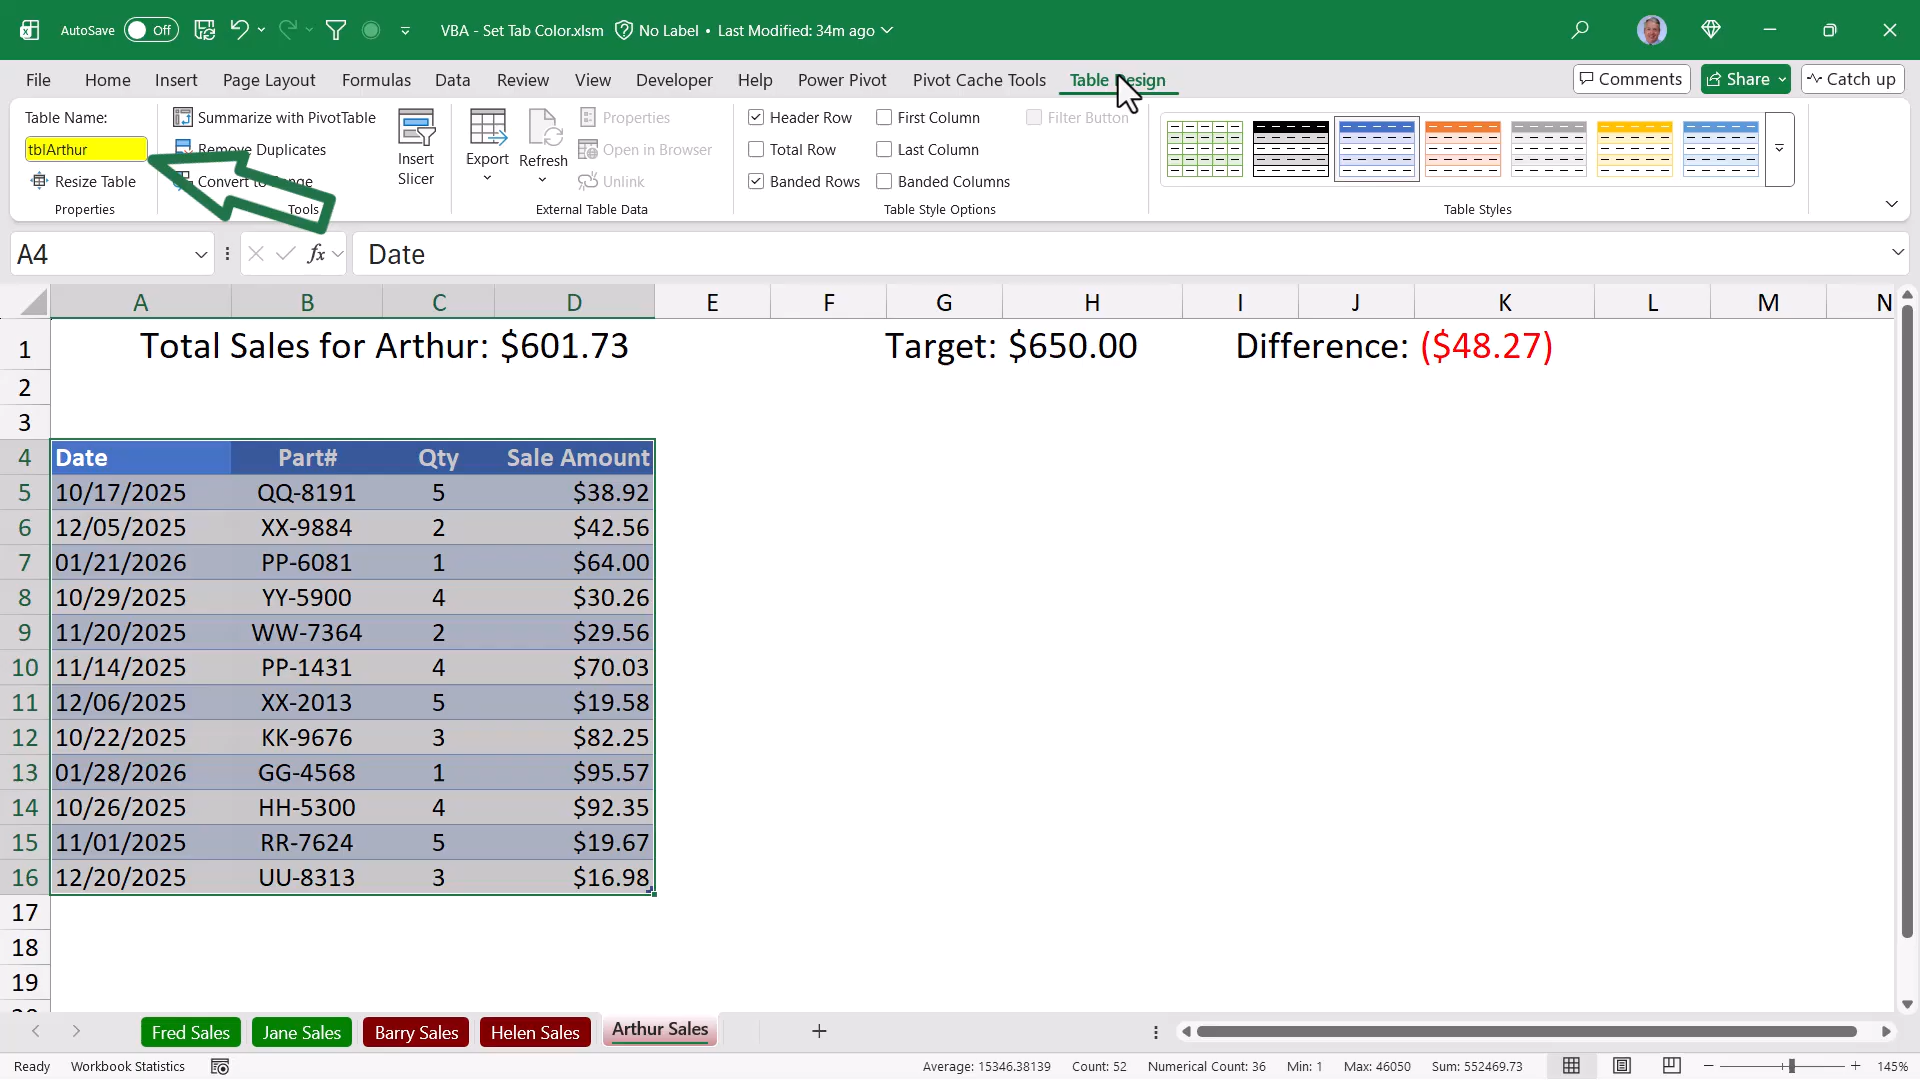 AutoSave Off VBA - Set Tab Color.xlsm No Label • Last Modified: 34m ago
File Home Insert Page Layout Formulas Data Review View Developer Help Power Pivot Pivot Cache Tools Table Design Comments Share Catch up
Table Name:
tblArthur
Resize Table
Properties
Summarize with PivotTable
Remove Duplicates
Convert to Range
Tools
Insert Slicer
Export
Refresh
Properties
Open in Browser
Unlink
External Table Data
Header Row First Column Filter Button
Total Row Last Column
Banded Rows Banded Columns
Table Style Options
Table Styles
A4 fx Date
A B C D E F G H I J K L M N
1 Total Sales for Arthur: $601.73 Target: $650.00 Difference: ($48.27)
2
3
4 Date Part# Qty Sale Amount
5 10/17/2025 QQ-8191 5 $38.92
6 12/05/2025 XX-9884 2 $42.56
7 01/21/2026 PP-6081 1 $64.00
8 10/29/2025 YY-5900 4 $30.26
9 11/20/2025 WW-7364 2 $29.56
10 11/14/2025 PP-1431 4 $70.03
11 12/06/2025 XX-2013 5 $19.58
12 10/22/2025 KK-9676 3 $82.25
13 01/28/2026 GG-4568 1 $95.57
14 10/26/2025 HH-5300 4 $92.35
15 11/01/2025 RR-7624 5 $19.67
16 12/20/2025 UU-8313 3 $16.98
17
18
19
Fred Sales Jane Sales Barry Sales Helen Sales Arthur Sales
Ready Workbook Statistics Average: 15346.38139 Count: 52 Numerical Count: 36 Min: 1 Max: 46050 Sum: 552469.73 145%